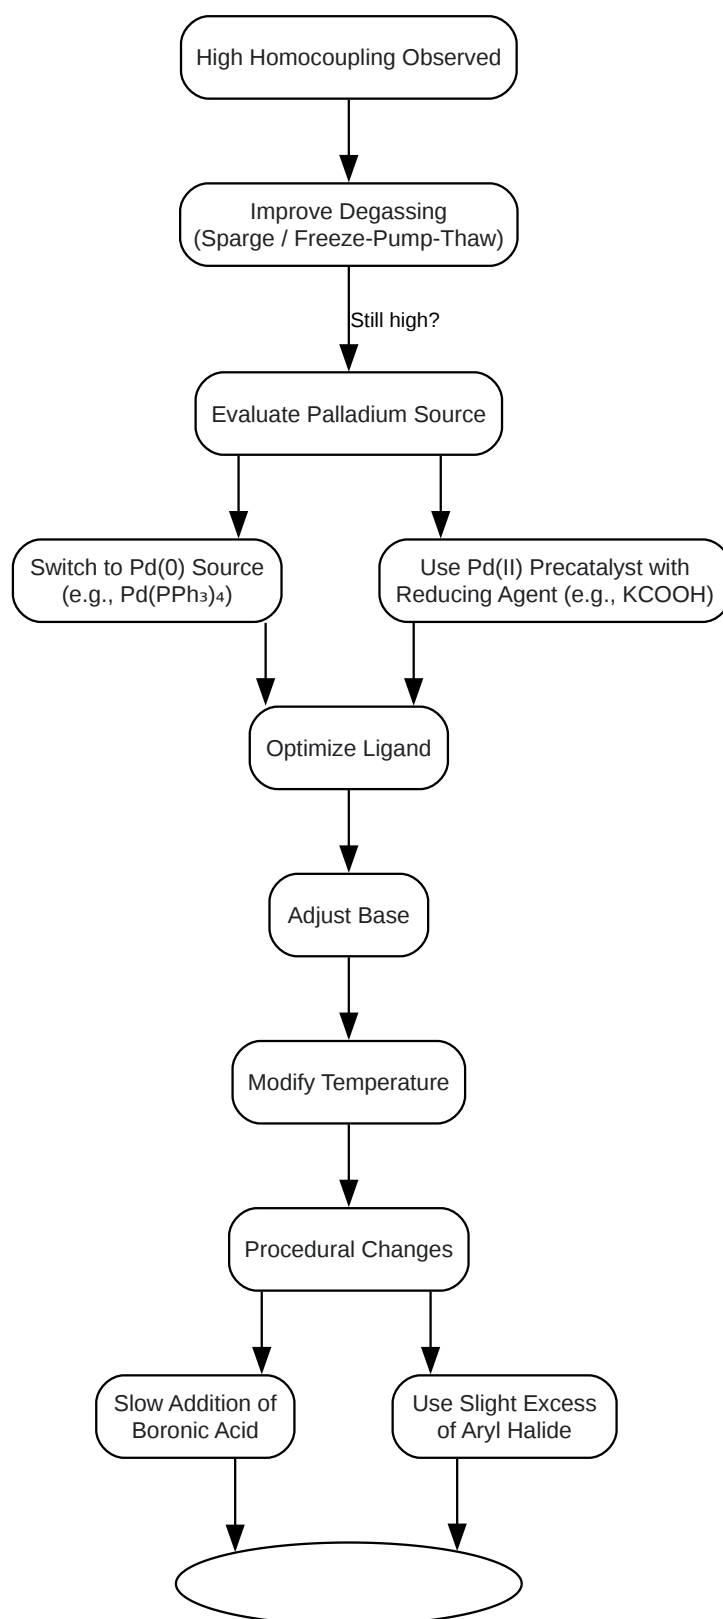 High Homocoupling Observed
Improve Degassing
(Sparge / Freeze-Pump-Thaw)
Still high?
Evaluate Palladium Source
Switch to Pd(0) Source
(e.g., Pd(PPh₃)₄)
Use Pd(II) Precatalyst with
Reducing Agent (e.g., KCOOH)
Optimize Ligand
Adjust Base
Modify Temperature
Procedural Changes
Slow Addition of
Boronic Acid
Use Slight Excess
of Aryl Halide